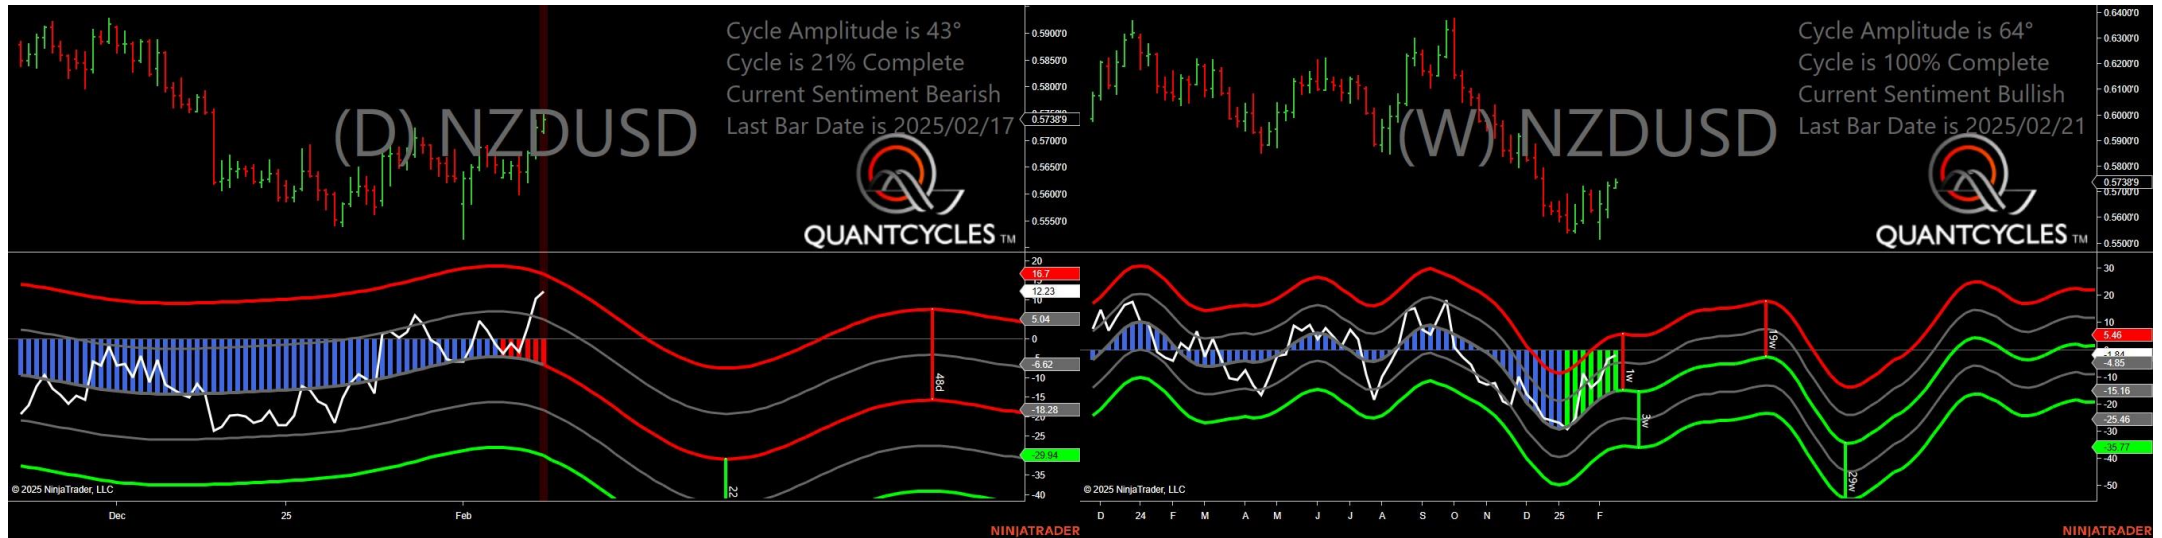 Cycle Amplitude is 43°
Cycle is 21% Complete
Current Sentiment Bearish
Last Bar Date is 2025/02/17
(D) NZDUSD
QUANTCYCLES TM
0.5900'0
0.5850'0
0.5800'0
0.5750'0
0.5738'9
0.5700'0
0.5650'0
0.5600'0
0.5550'0
20
16.7
12.23
10
5.04
0
-5
-6.62
-10
-15
-18.28
-20
-25
-29.94
-35
-40
48d
22
© 2025 NinjaTrader, LLC
Dec 25 Feb
NINJATRADER
Cycle Amplitude is 64°
Cycle is 100% Complete
Current Sentiment Bullish
Last Bar Date is 2025/02/21
(W) NZDUSD
QUANTCYCLES TM
0.6400'0
0.6300'0
0.6200'0
0.6100'0
0.6000'0
0.5900'0
0.5800'0
0.5738'9
0.5700'0
0.5600'0
0.5500'0
30
20
10
5.46
-4.85
-10
-15.16
-20
-25.46
-30
-35.77
-40
-50
1w
3w
19w
29w
© 2025 NinjaTrader, LLC
D 24 F M A M J J A S O N D 25 F
NINJATRADER